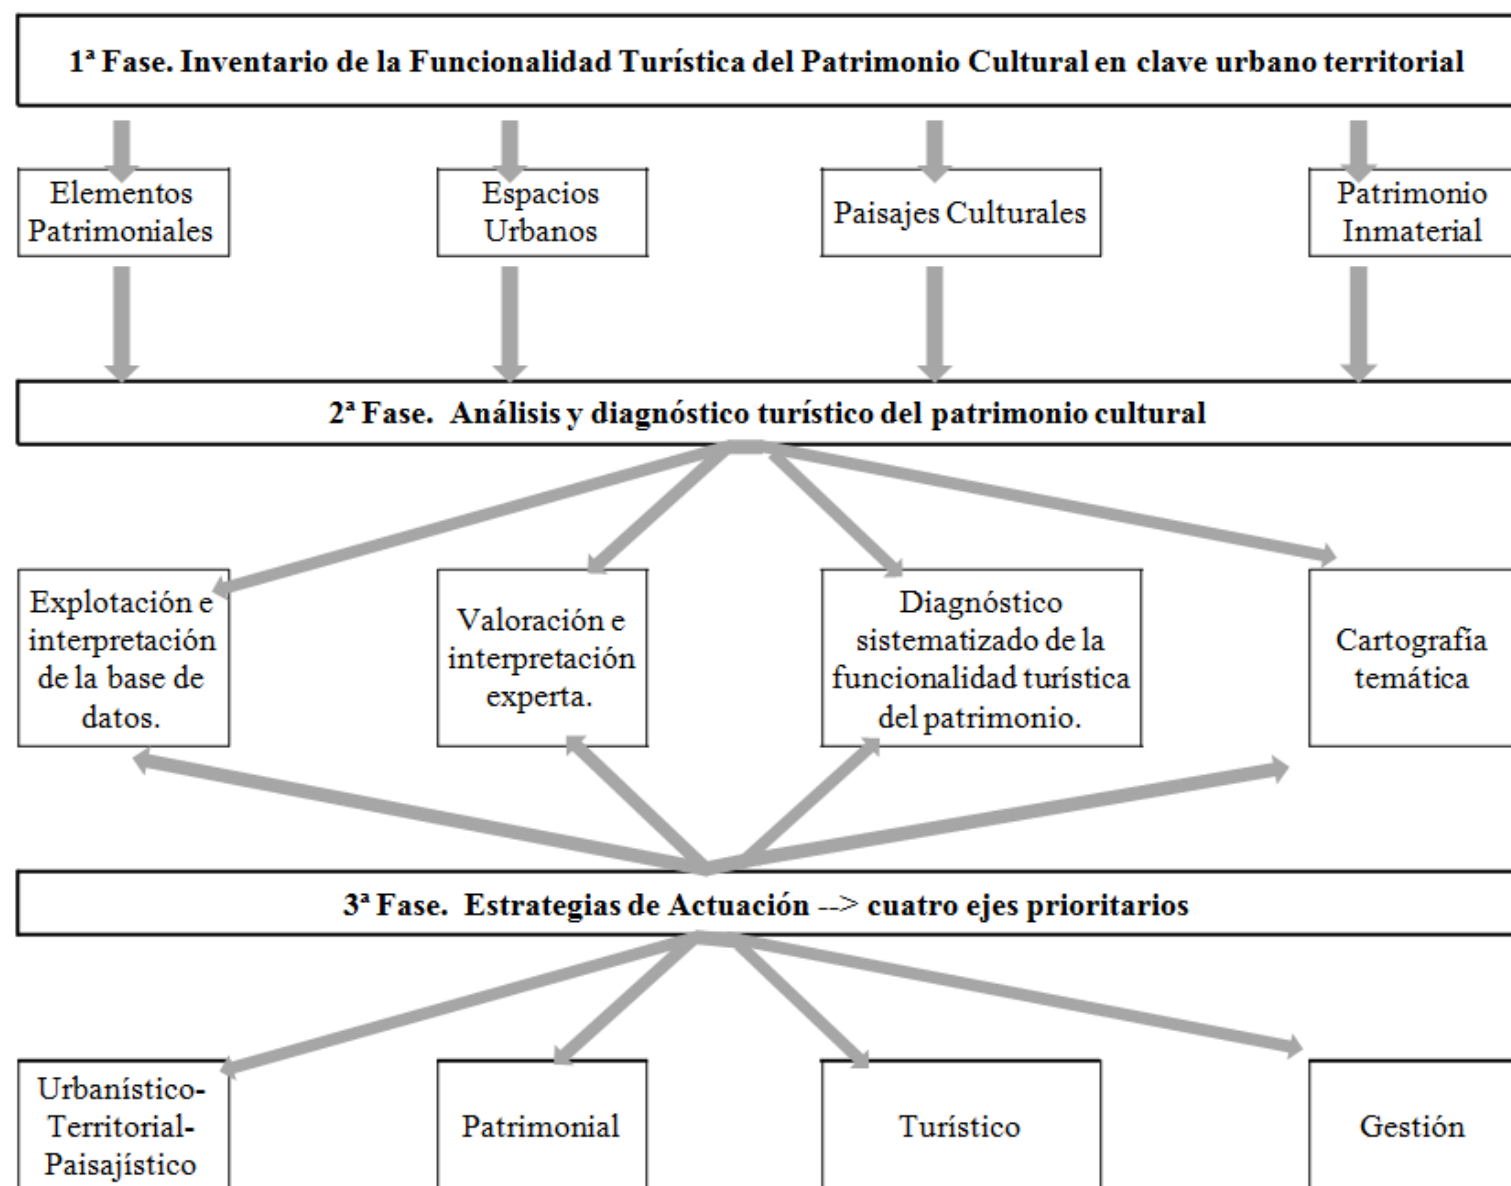 1ª Fase. Inventario de la Funcionalidad Turística del Patrimonio Cultural en clave urbano territorial
Elementos
Patrimoniales
Espacios
Urbanos
Paisajes Culturales
Patrimonio
Inmaterial
2ª Fase. Análisis y diagnóstico turístico del patrimonio cultural
Explotación e
interpretación
de la base de
datos.
Valoración e
interpretación
experta.
Diagnóstico
sistematizado de la
funcionalidad turística
del patrimonio.
Cartografía
temática
3ª Fase. Estrategias de Actuación --> cuatro ejes prioritarios
Urbanístico-
Territorial-
Paisajístico
Patrimonial
Turístico
Gestión